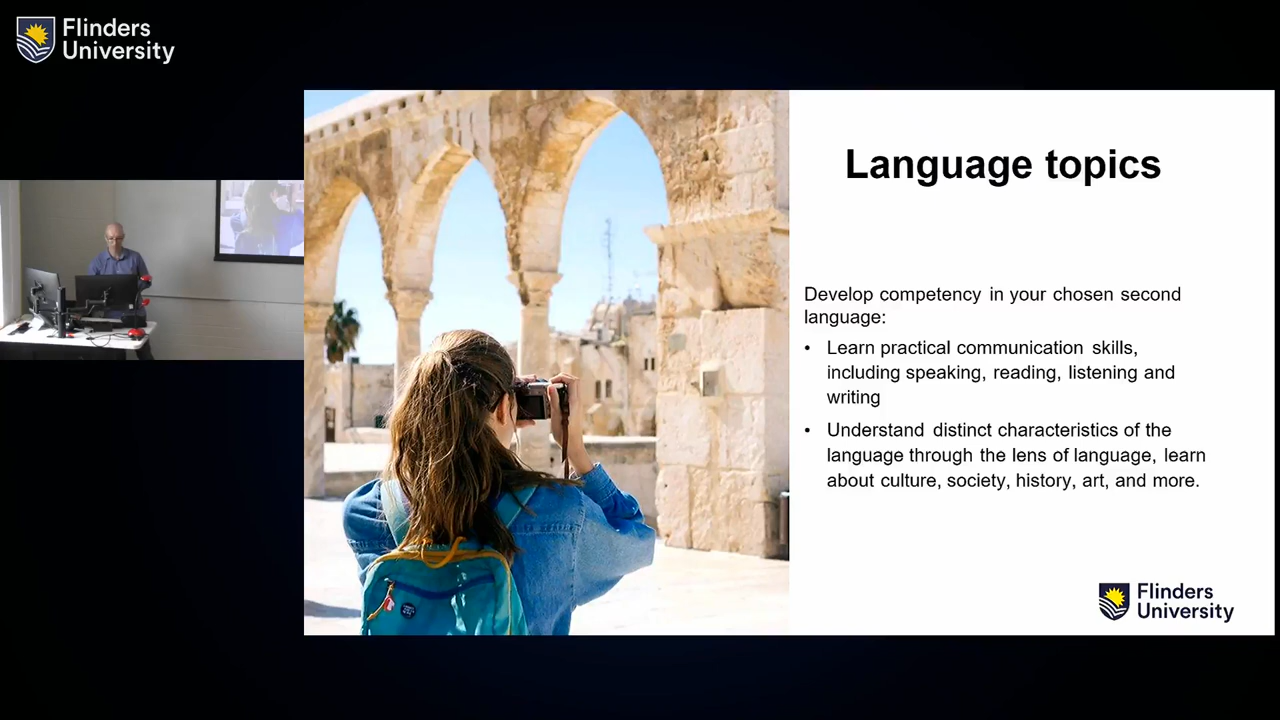 Flinders
University
Language topics
Develop competency in your chosen second
language:
• Learn practical communication skills,
including speaking, reading, listening and
writing
• Understand distinct characteristics of the
language through the lens of language, learn
about culture, society, history, art, and more.
Flinders
University